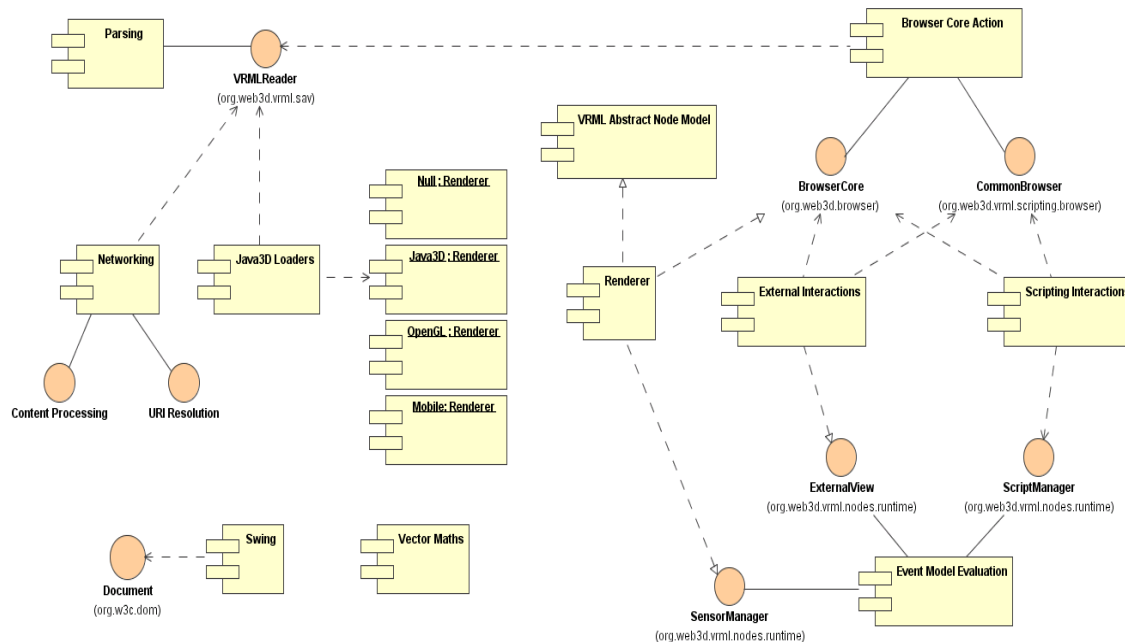 Parsing
Browser Core Action
VRMLReader
(org.web3d.vrml.sav)
VRML Abstract Node Model
BrowserCore
(org.web3d.browser)
CommonBrowser
(org.web3d.vrml.scripting.browser)
Null : Renderer
Networking
Java3D Loaders
Java3D : Renderer
Renderer
External Interactions
Scripting Interactions
OpenGL : Renderer
Content Processing
URI Resolution
Mobile: Renderer
ExternalView
(org.web3d.vrml.nodes.runtime)
ScriptManager
(org.web3d.vrml.nodes.runtime)
Swing
Vector Maths
Document
(org.w3c.dom)
Event Model Evaluation
SensorManager
(org.web3d.vrml.nodes.runtime)